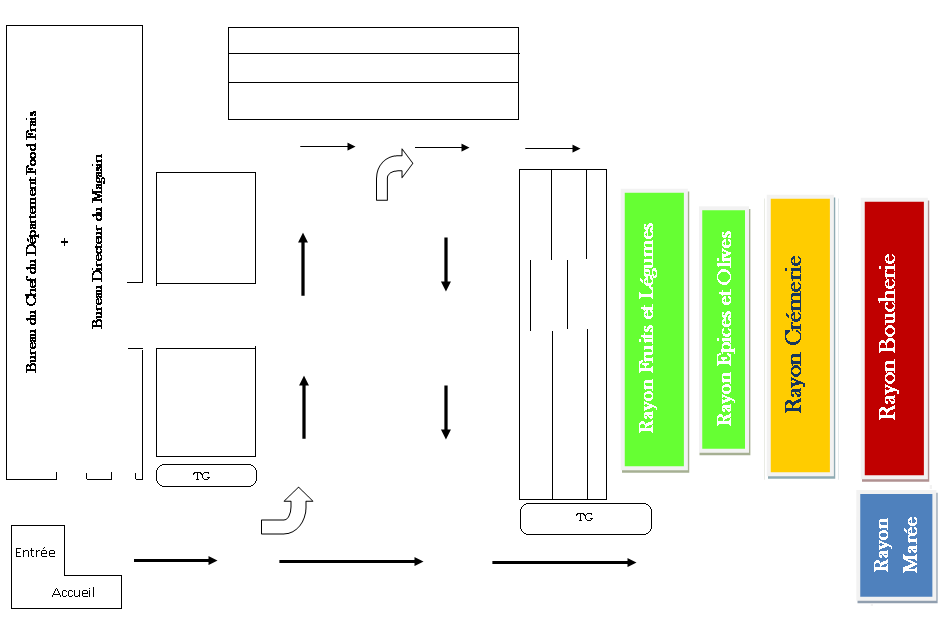 Bureau du Chef du Département Food Frais
+
Bureau Directeur du Magasin
TG
Entrée
Accueil
TG
Rayon Fruits et Légumes
Rayon Epices et Olives
Rayon Crémerie
Rayon Boucherie
Rayon
Marée